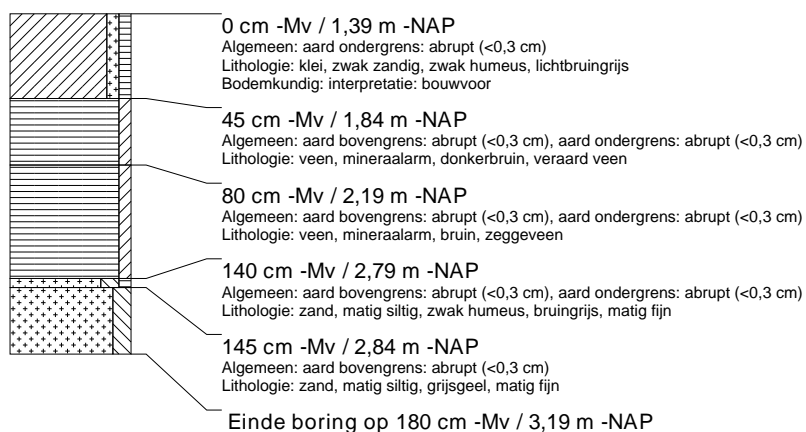 0 cm -Mv / 1,39 m -NAP
Algemeen: aard ondergrens: abrupt (<0,3 cm)
Lithologie: klei, zwak zandig, zwak humeus, lichtbruingrijs
Bodemkundig: interpretatie: bouwvoor
45 cm -Mv / 1,84 m -NAP
Algemeen: aard bovengrens: abrupt (<0,3 cm), aard ondergrens: abrupt (<0,3 cm)
Lithologie: veen, mineraalarm, donkerbruin, veraard veen
80 cm -Mv / 2,19 m -NAP
Algemeen: aard bovengrens: abrupt (<0,3 cm), aard ondergrens: abrupt (<0,3 cm)
Lithologie: veen, mineraalarm, bruin, zeggeveen
140 cm -Mv / 2,79 m -NAP
Algemeen: aard bovengrens: abrupt (<0,3 cm), aard ondergrens: abrupt (<0,3 cm)
Lithologie: zand, matig siltig, zwak humeus, bruingrijs, matig fijn
145 cm -Mv / 2,84 m -NAP
Algemeen: aard bovengrens: abrupt (<0,3 cm)
Lithologie: zand, matig siltig, grijsgeel, matig fijn
Einde boring op 180 cm -Mv / 3,19 m -NAP